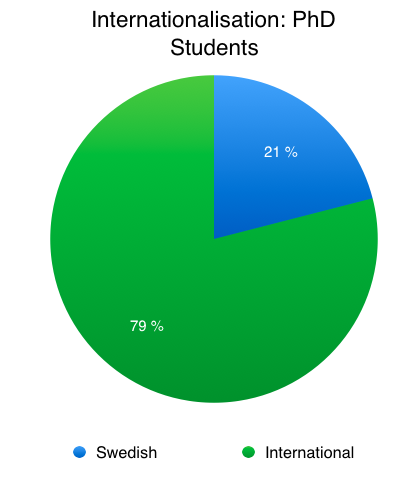 Internationalisation: PhD
Students
21 %
79 %
Swedish
International